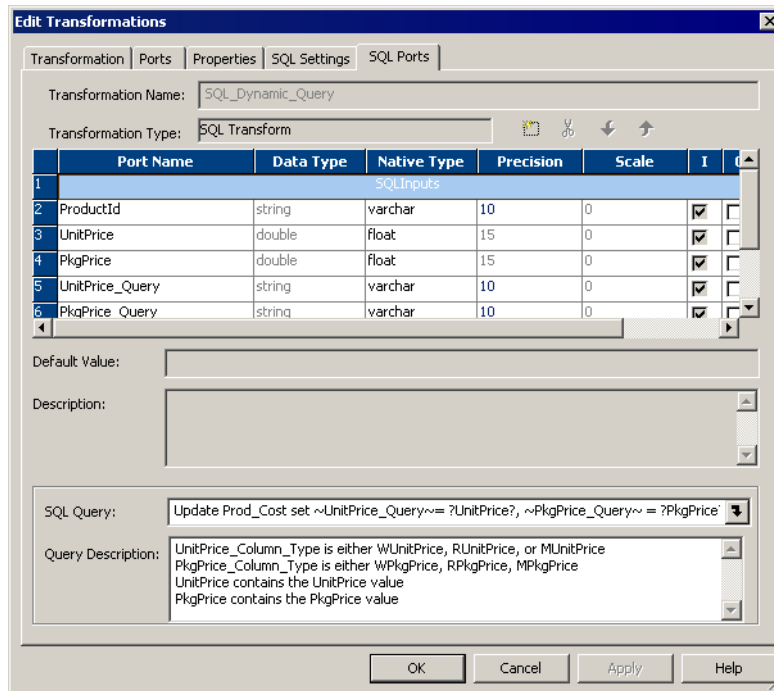 Edit Transformations
Transformation Ports Properties SQL Settings SQL Ports
Transformation Name: SQL_Dynamic_Query
Transformation Type: SQL Transform
Port Name Data Type Native Type Precision Scale I
1 SQLInputs
2 ProductId string varchar 10 0
3 UnitPrice double float 15 0
4 PkgPrice double float 15 0
5 UnitPrice_Query string varchar 10 0
6 PkgPrice_Query string varchar 10 0
Default Value:
Description:
SQL Query: Update Prod_Cost set ~UnitPrice_Query~= ?UnitPrice?, ~PkgPrice_Query~ = ?PkgPrice?
Query Description: UnitPrice_Column_Type is either WUnitPrice, RUnitPrice, or MUnitPrice
PkgPrice_Column_Type is either WPkgPrice, RPkgPrice, MPkgPrice
UnitPrice contains the UnitPrice value
PkgPrice contains the PkgPrice value
OK Cancel Apply Help